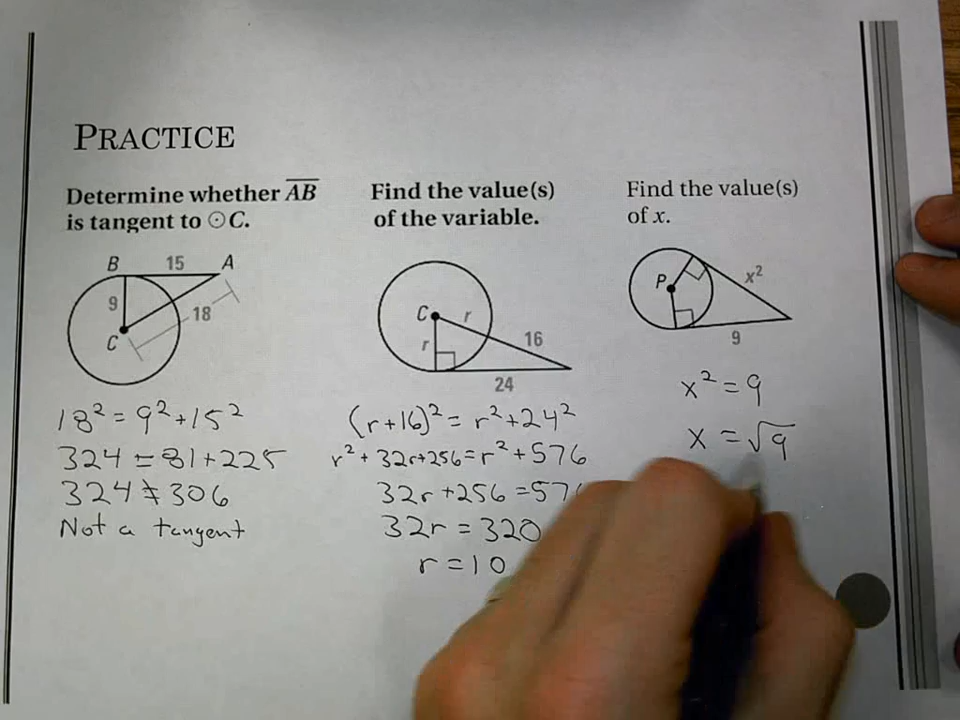 PRACTICE
Determine whether AB
is tangent to ⊙C.
B 15 A
9
18
C
18² = 9² + 15²
324 = 81 + 225
324 ≠ 306
Not a tangent
Find the value(s)
of the variable.
C r
r
16
24
(r+16)² = r² + 24²
r² + 32r + 256 = r² + 576
32r + 256 = 57
32r = 320
r = 10
Find the value(s)
of x.
P
x²
9
x² = 9
x = √9